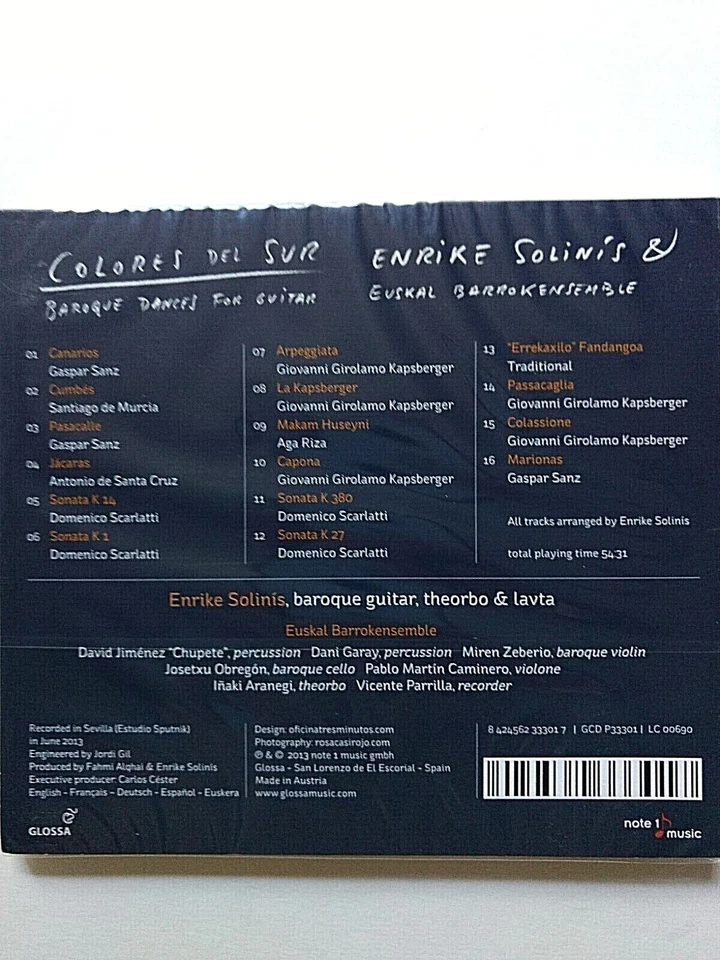 COLORES DEL SUR
BAROQUE DANCES FOR GUITAR
ENRIKE SOLINÍS &
EUSKAL BARROKENSEMBLE
01 Canarios
Gaspar Sanz
02 Cumbés
Santiago de Murcia
03 Pasacalle
Gaspar Sanz
04 Jácaras
Antonio de Santa Cruz
05 Sonata K 14
Domenico Scarlatti
06 Sonata K 1
Domenico Scarlatti
07 Arpeggiata
Giovanni Girolamo Kapsberger
08 La Kapsberger
Giovanni Girolamo Kapsberger
09 Makam Huseyni
Aga Riza
10 Capona
Giovanni Girolamo Kapsberger
11 Sonata K 380
Domenico Scarlatti
12 Sonata K 27
Domenico Scarlatti
13 "Errekaxilo" Fandangoa
Traditional
14 Passacaglia
Giovanni Girolamo Kapsberger
15 Colassione
Giovanni Girolamo Kapsberger
16 Marionas
Gaspar Sanz
All tracks arranged by Enrike Solinís
total playing time 54:31
Enrike Solinís, baroque guitar, theorbo & lavta
Euskal Barrokensemble
David Jiménez "Chupete", percussion Dani Garay, percussion Miren Zeberio, baroque violin
Josetxu Obregón, baroque cello Pablo Martín Caminero, violone
Iñaki Aranegi, theorbo Vicente Parrilla, recorder
Recorded in Sevilla (Estudio Sputnik)
in June 2013
Engineered by Jordi Gil
Produced by Fahmi Alqhai & Enrike Solinís
Executive producer: Carlos Céster
English - Français - Deutsch - Español - Euskera
Design: oficinatresminutos.com
Photography: rosacasirojo.com
℗ & © 2013 note 1 music gmbh
Glossa - San Lorenzo de El Escorial - Spain
Made in Austria
www.glossamusic.com
8 424562 33301 7 | GCD P33301 | LC 00690
GLOSSA
note 1
music